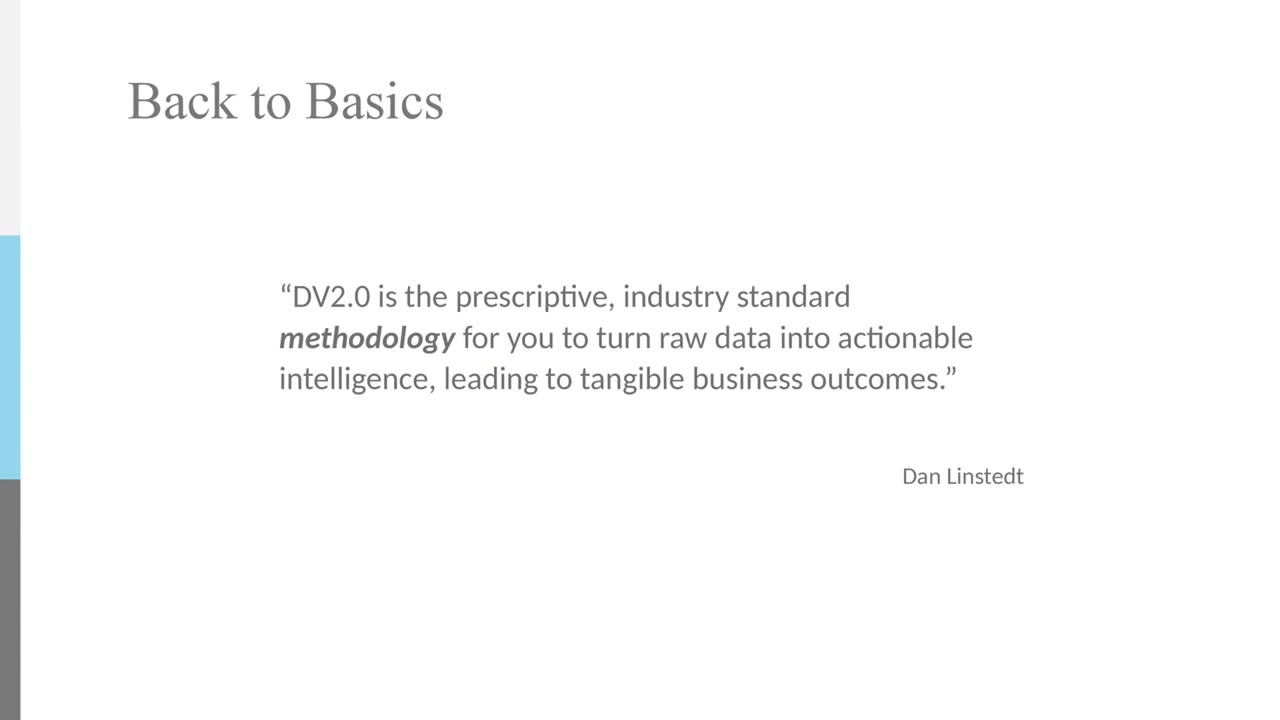 Back to Basics
“DV2.0 is the prescriptive, industry standard
methodology for you to turn raw data into actionable
intelligence, leading to tangible business outcomes.”
Dan Linstedt